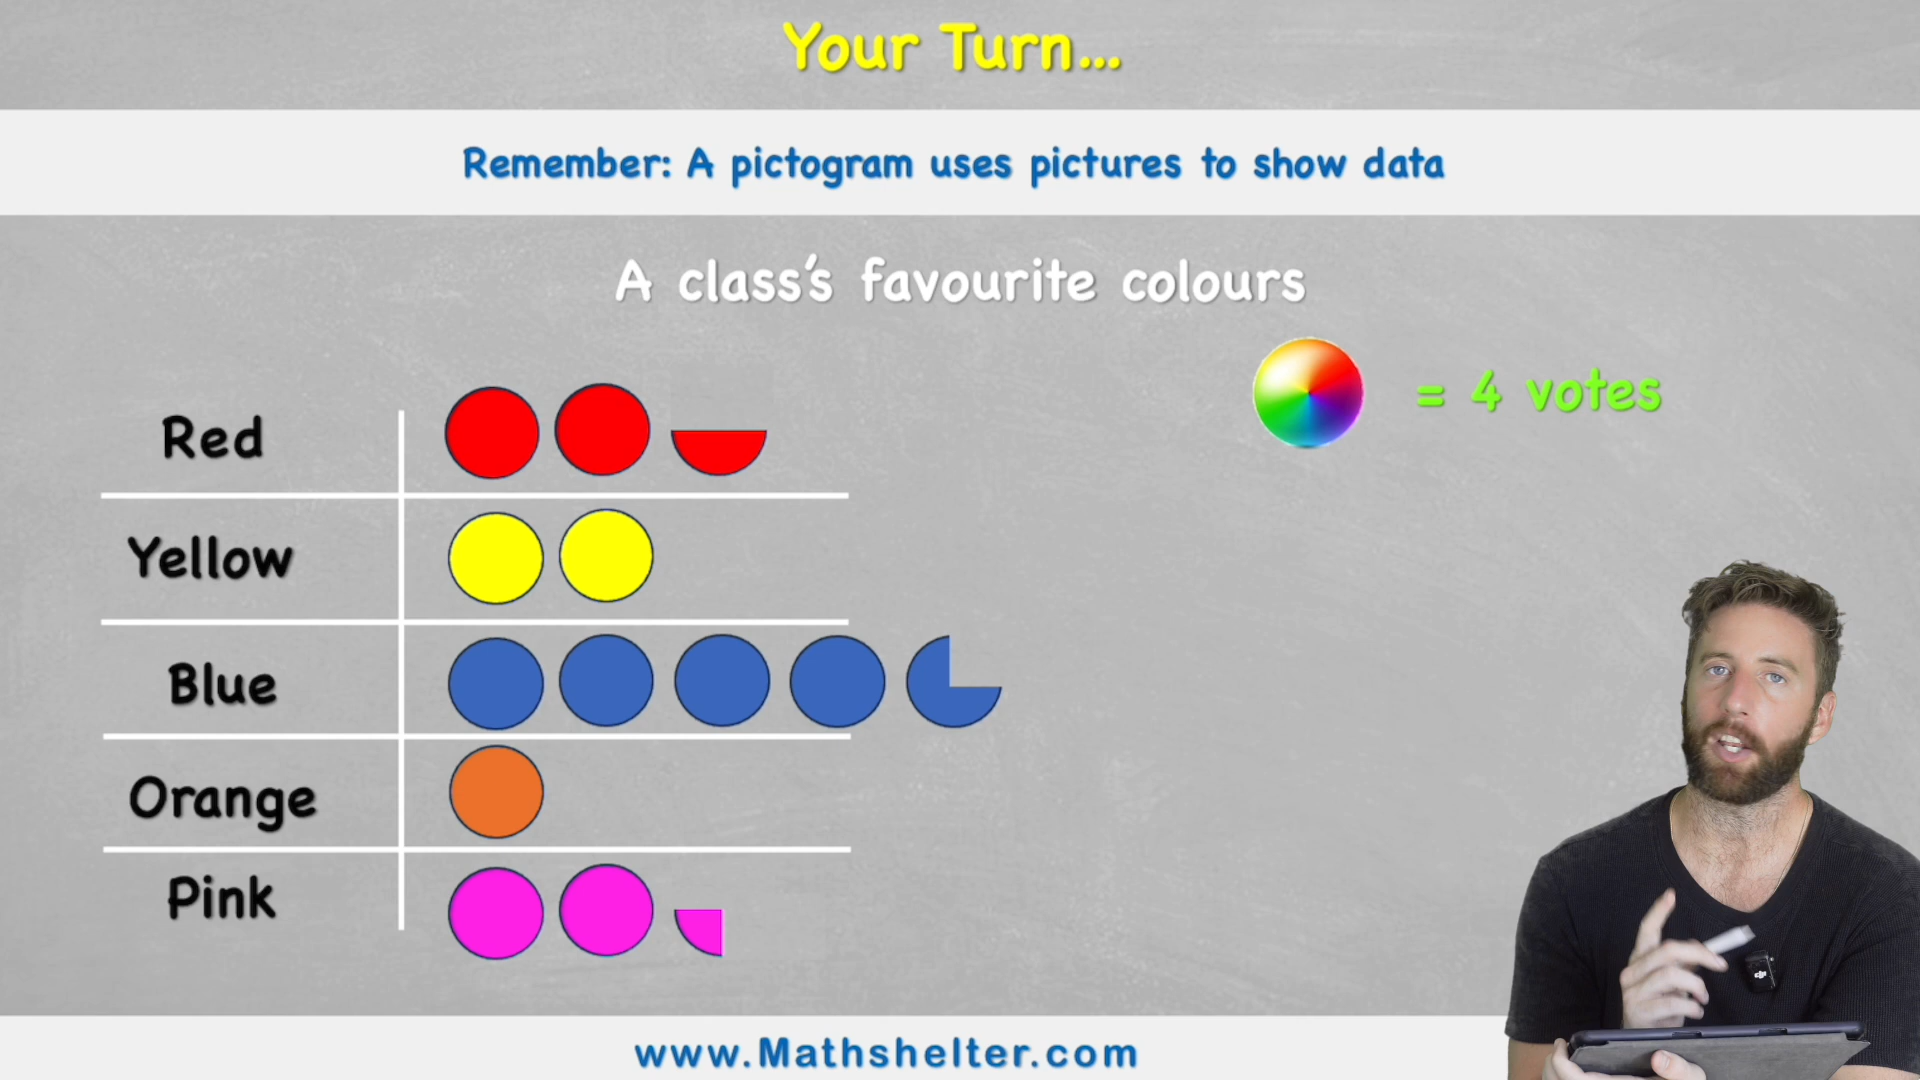 Your Turn...
Remember: A pictogram uses pictures to show data
A class's favourite colours
= 4 votes
Red
Yellow
Blue
Orange
Pink
www.Mathshelter.com
dji